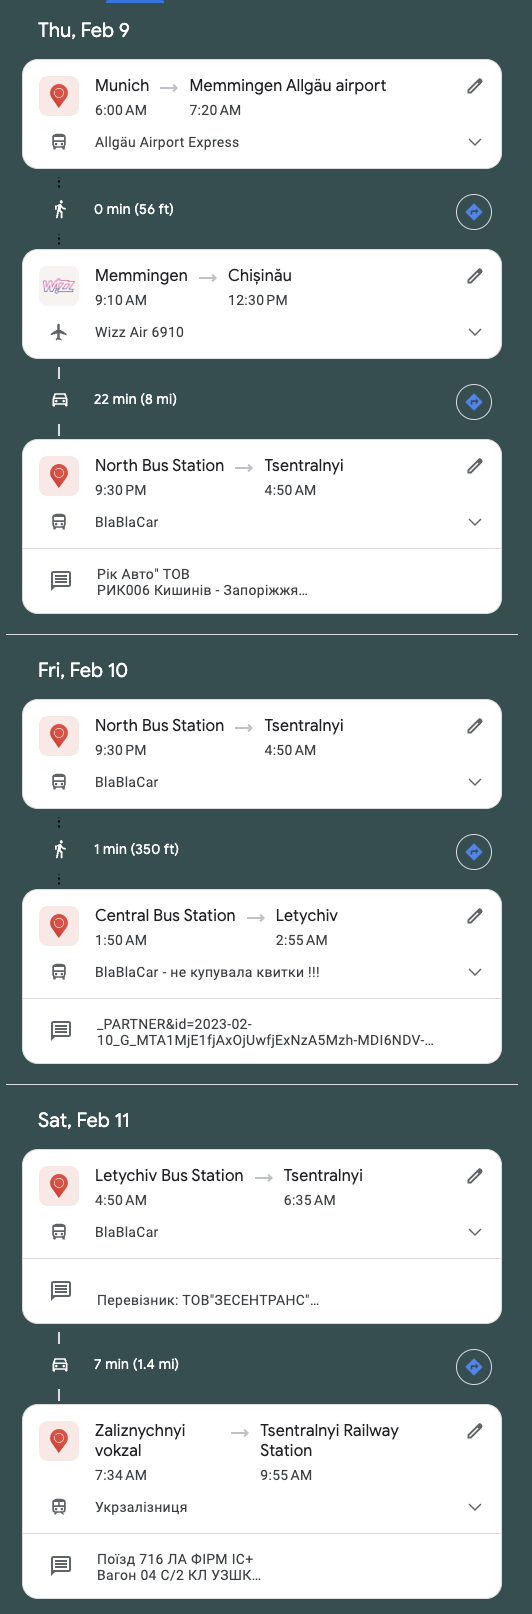 Thu, Feb 9
Munich → Memmingen Allgäu airport
6:00 AM 7:20 AM
Allgäu Airport Express
0 min (56 ft)
WIZZ
Memmingen → Chișinău
9:10 AM 12:30 PM
Wizz Air 6910
22 min (8 mi)
North Bus Station → Tsentralnyi
9:30 PM 4:50 AM
BlaBlaCar
Рік Авто" ТОВ
РИК006 Кишинів - Запоріжжя…
Fri, Feb 10
North Bus Station → Tsentralnyi
9:30 PM 4:50 AM
BlaBlaCar
1 min (350 ft)
Central Bus Station → Letychiv
1:50 AM 2:55 AM
BlaBlaCar - не купувала квитки !!!
_PARTNER&id=2023-02-
10_G_MTA1MjE1fjAxOjUwfjExNzA5Mzh-MDI6NDV-…
Sat, Feb 11
Letychiv Bus Station → Tsentralnyi
4:50 AM 6:35 AM
BlaBlaCar
Перевізник: ТОВ"ЗЕСЕНТРАНС"…
7 min (1.4 mi)
Zaliznychnyi → Tsentralnyi Railway
vokzal Station
7:34 AM 9:55 AM
Укрзалізниця
Поїзд 716 ЛА ФІРМ ІС+
Вагон 04 С/2 КЛ УЗШК…